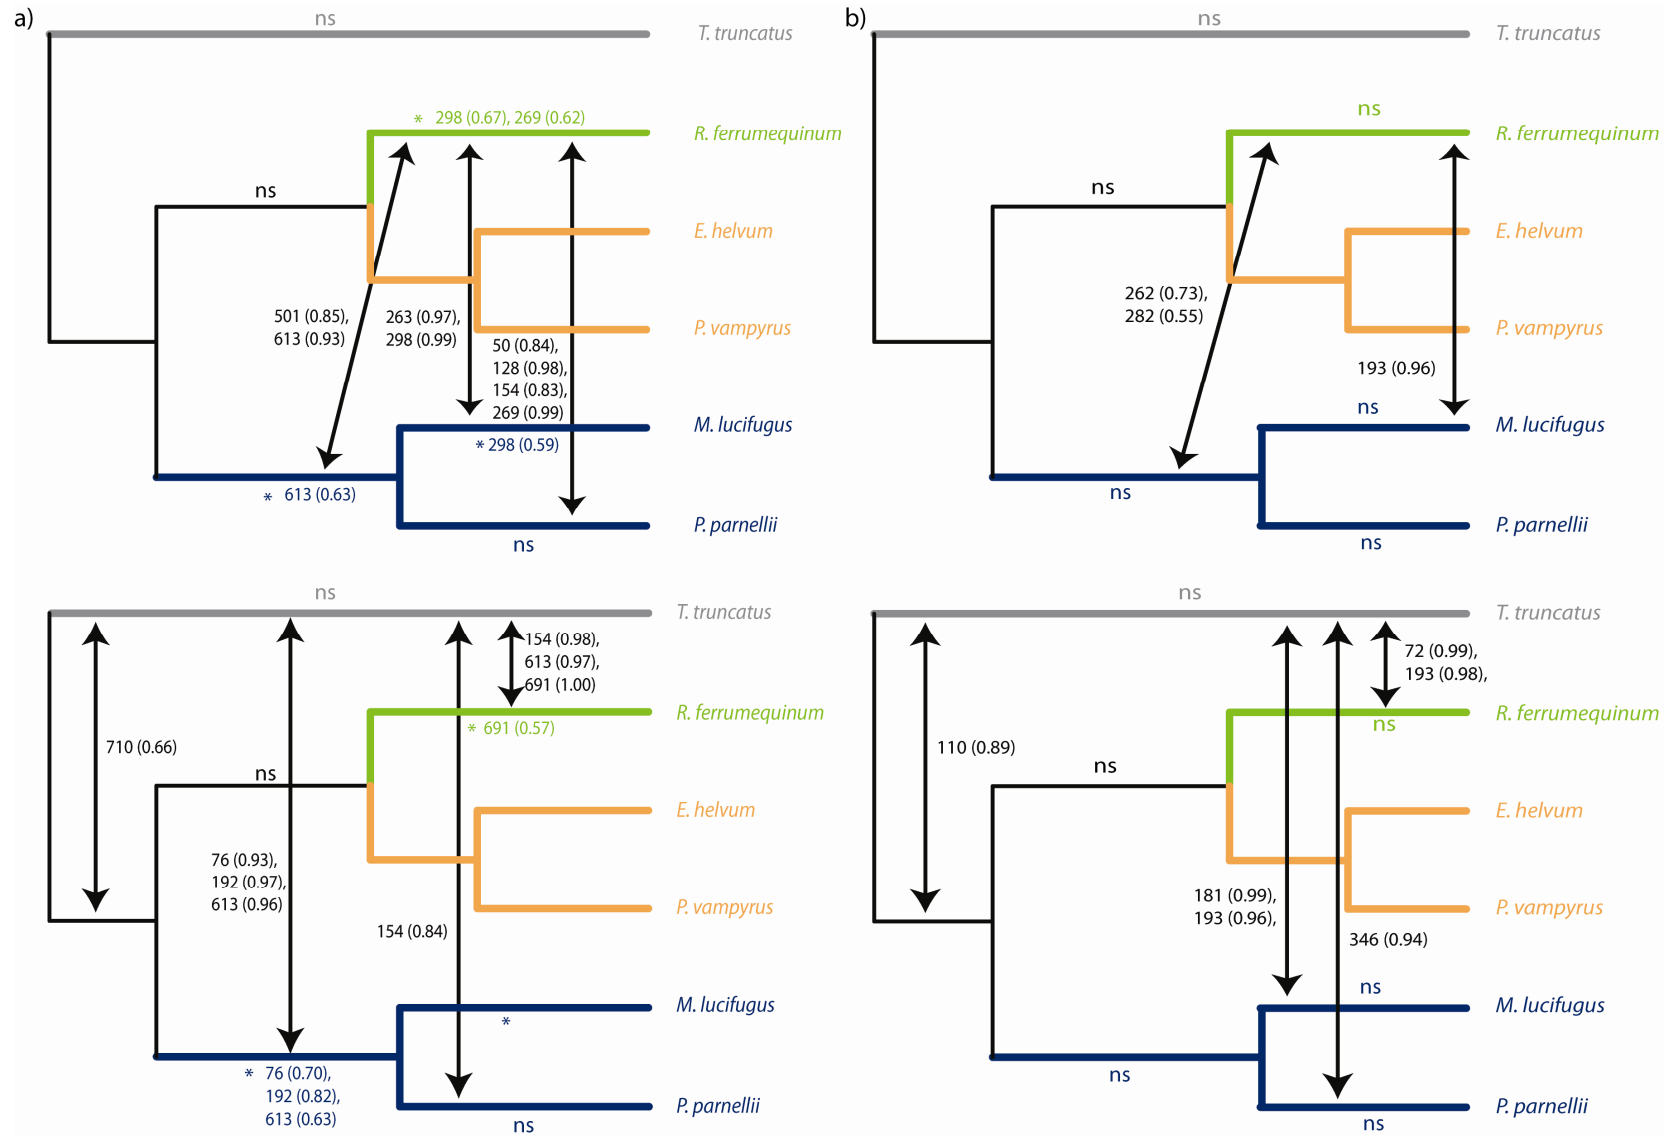 a)
ns
T. truncatus
* 298 (0.67), 269 (0.62)
R. ferrumequinum
ns
E. helvum
501 (0.85),
613 (0.93)
263 (0.97),
298 (0.99)
P. vampyrus
50 (0.84),
128 (0.98),
154 (0.83),
269 (0.99)
M. lucifugus
* 298 (0.59)
* 613 (0.63)
P. parnellii
ns
b)
ns
T. truncatus
ns
R. ferrumequinum
ns
E. helvum
262 (0.73),
282 (0.55)
P. vampyrus
193 (0.96)
ns
M. lucifugus
ns
P. parnellii
ns
ns
T. truncatus
154 (0.98),
613 (0.97),
691 (1.00)
R. ferrumequinum
* 691 (0.57)
710 (0.66)
ns
E. helvum
76 (0.93),
192 (0.97),
613 (0.96)
P. vampyrus
154 (0.84)
M. lucifugus
*
* 76 (0.70),
192 (0.82),
613 (0.63)
P. parnellii
ns
ns
T. truncatus
72 (0.99),
193 (0.98),
R. ferrumequinum
ns
110 (0.89)
ns
E. helvum
181 (0.99),
193 (0.96),
P. vampyrus
346 (0.94)
ns
M. lucifugus
ns
P. parnellii
ns